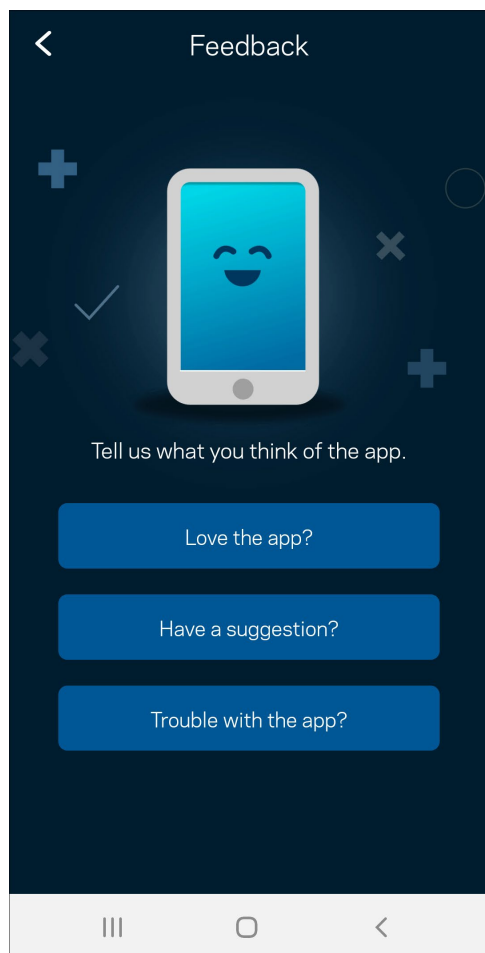 Feedback
Tell us what you think of the app.
Love the app?
Have a suggestion?
Trouble with the app?